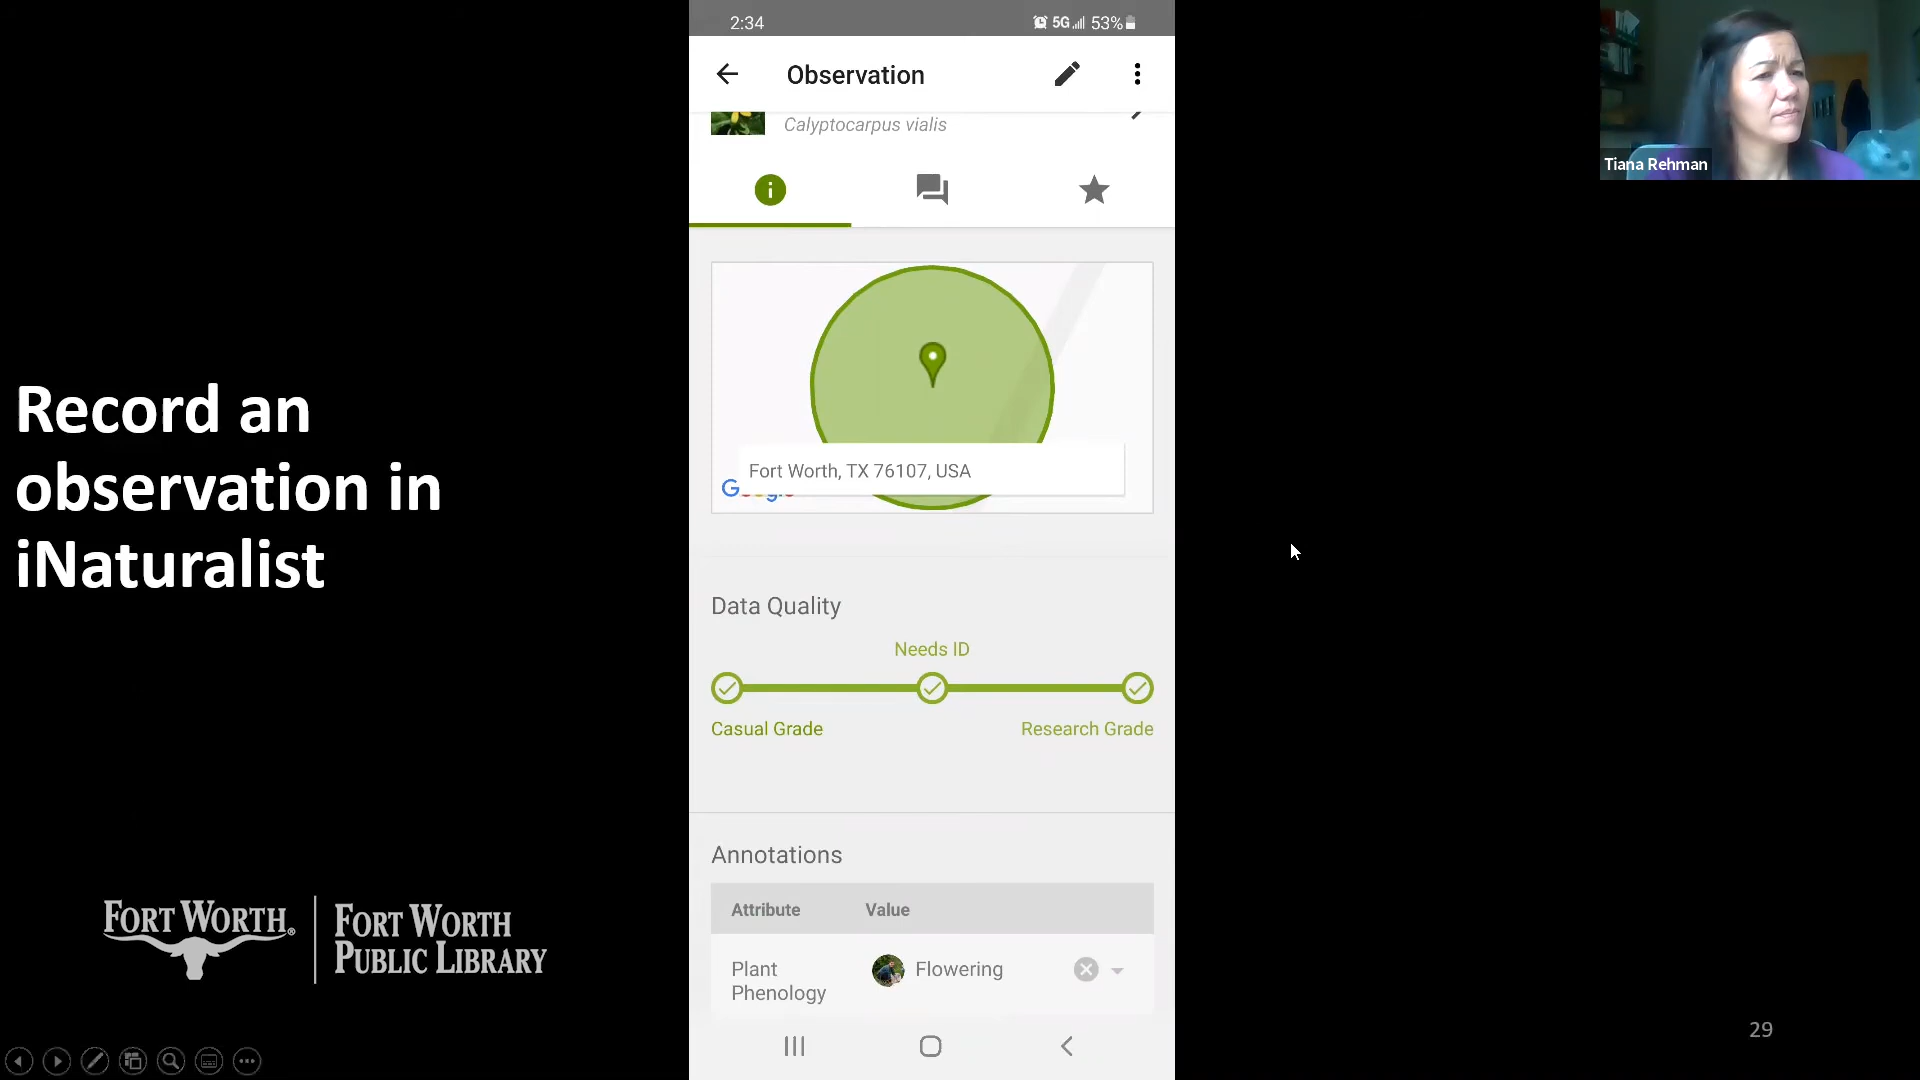 2:34
5G 53%
Observation
Calyptocarpus vialis
Tiana Rehman
Fort Worth, TX 76107, USA
Google
Record an
observation in
iNaturalist
Data Quality
Needs ID
Casual Grade
Research Grade
Annotations
Attribute Value
Plant
Phenology
Flowering
FORT WORTH®
FORT WORTH
PUBLIC LIBRARY
29